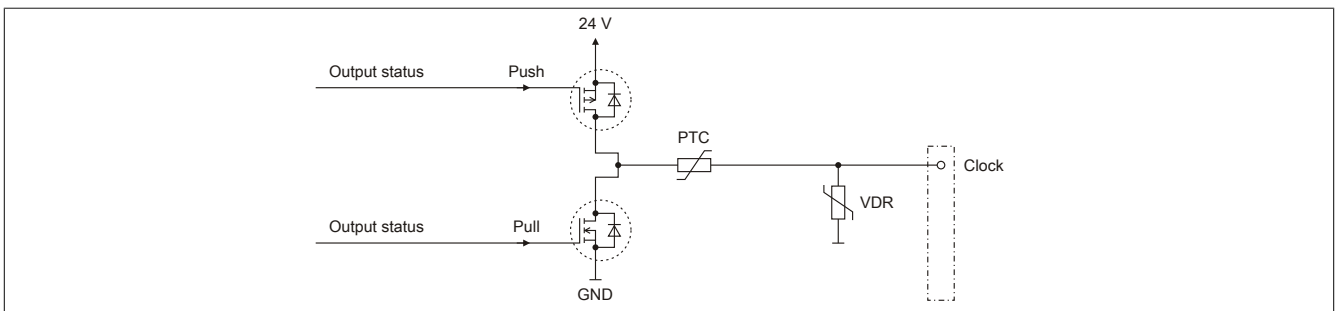 24 V
Output status Push
PTC
Clock
VDR
Output status Pull
GND